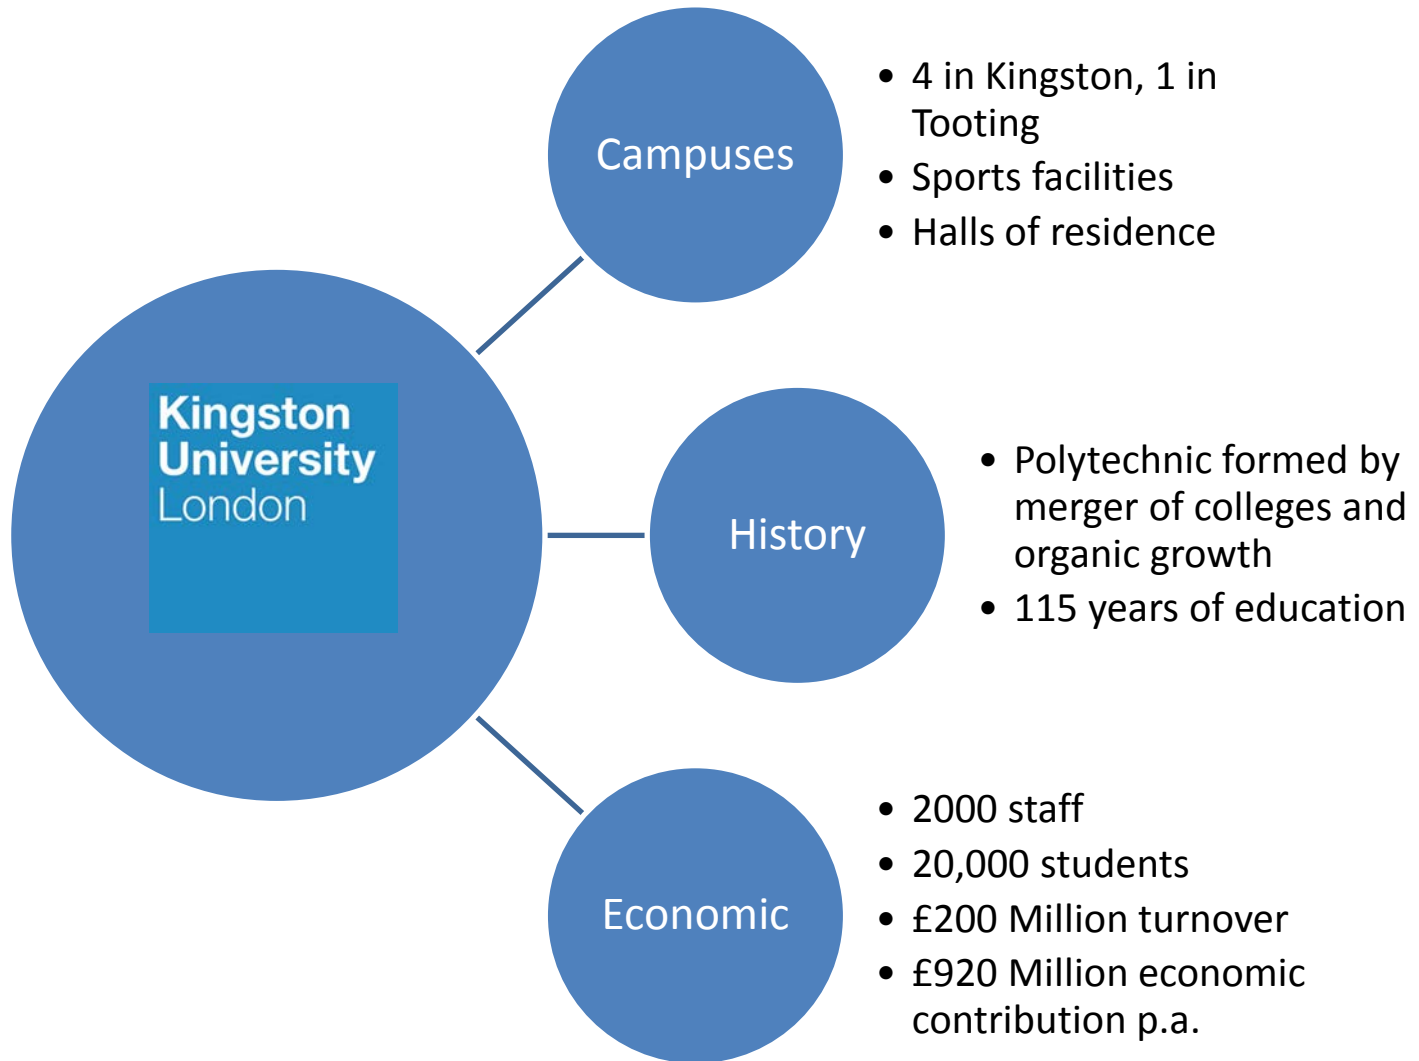 Kingston
University
London
Campuses
• 4 in Kingston, 1 in
Tooting
• Sports facilities
• Halls of residence
History
• Polytechnic formed by
merger of colleges and
organic growth
• 115 years of education
Economic
• 2000 staff
• 20,000 students
• £200 Million turnover
• £920 Million economic
contribution p.a.